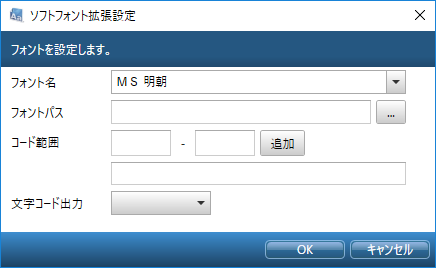 ソフトフォント拡張設定
フォントを設定します。
フォント名 ＭＳ 明朝
フォントパス ...
コード範囲 - 追加
文字コード出力
OK キャンセル